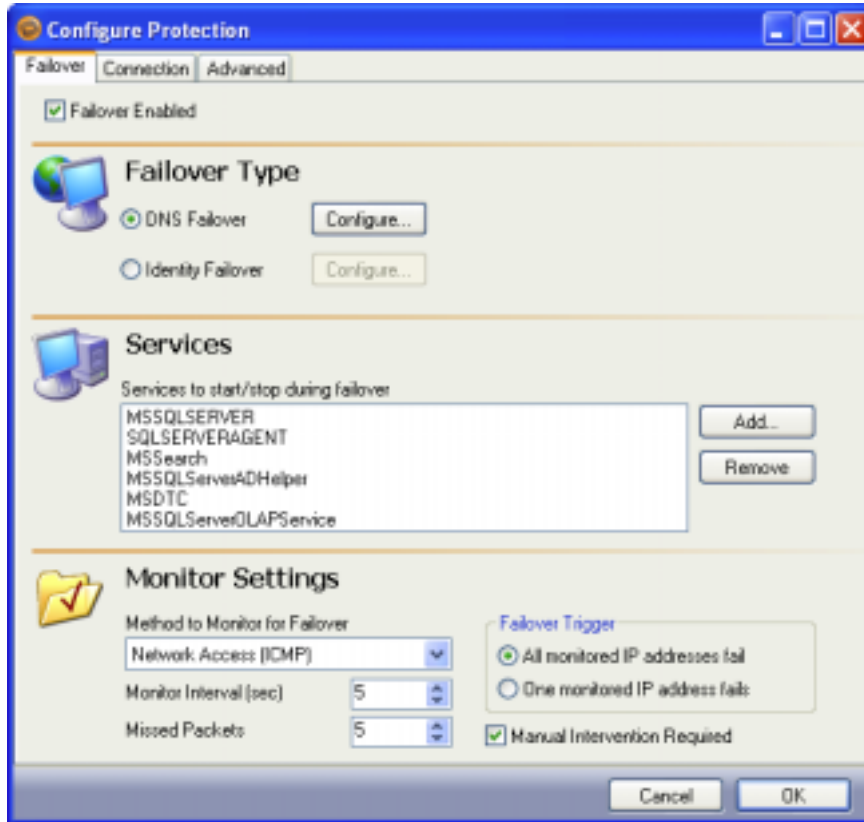 Configure Protection
Failover Connection Advanced
Failover Enabled
Failover Type
DNS Failover Configure...
Identity Failover Configure...
Services
Services to start/stop during failover
MSSQLSERVER
SQLSERVERAGENT
MSSearch
MSSQLServerADHelper
MSDTC
MSSQLServerOLAPService
Add...
Remove
Monitor Settings
Method to Monitor for Failover
Network Access (ICMP)
Monitor Interval (sec) 5
Missed Packets 5
Failover Trigger
All monitored IP addresses fail
One monitored IP address fails
Manual Intervention Required
Cancel OK